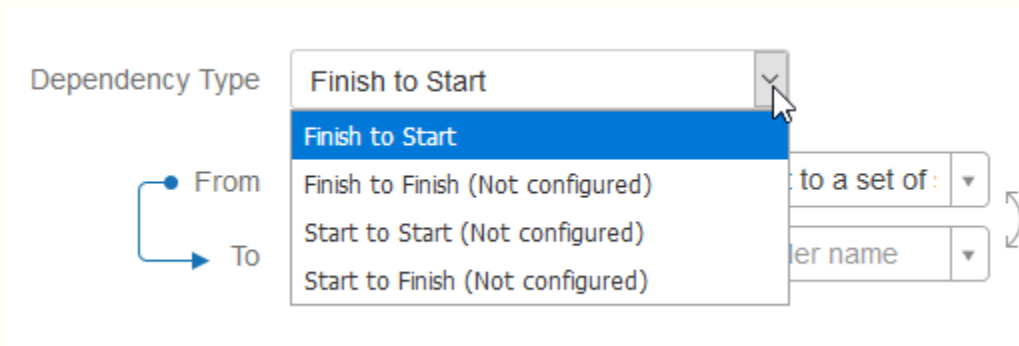 Dependency Type Finish to Start
Finish to Start
From Finish to Finish (Not configured) to a set of
Start to Start (Not configured)
To name
Start to Finish (Not configured)